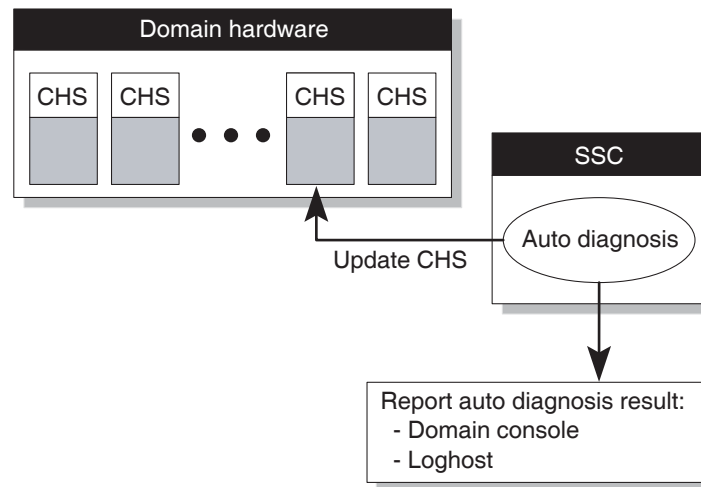 Domain hardware
CHS CHS CHS CHS
SSC
Auto diagnosis
Update CHS
Report auto diagnosis result:
- Domain console
- Loghost